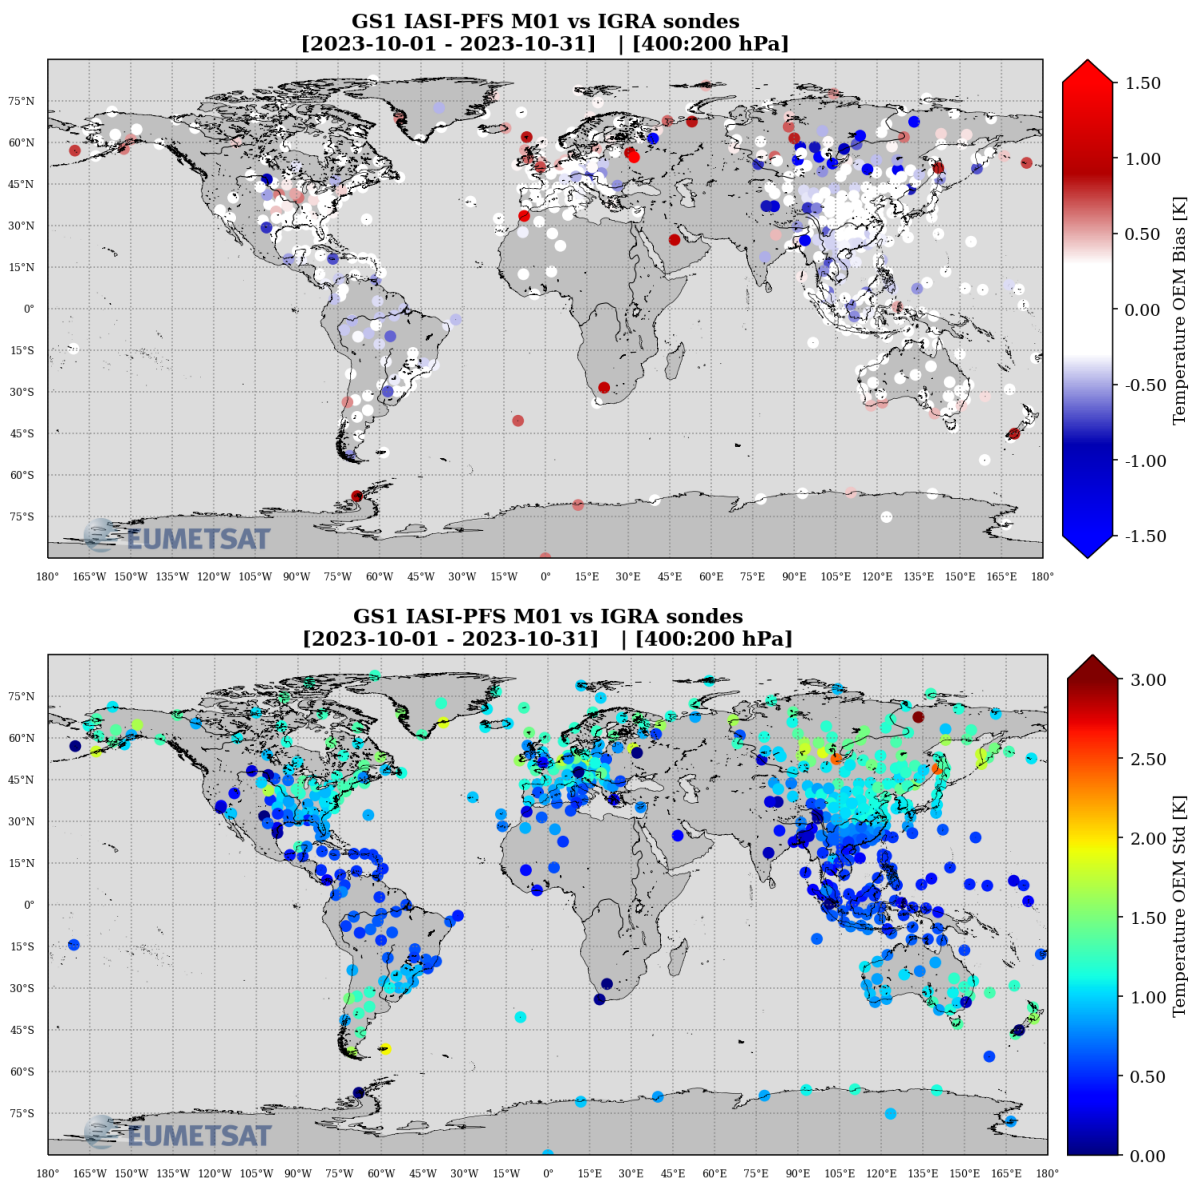 GS1 IASI-PFS M01 vs IGRA sondes
[2023-10-01 - 2023-10-31]   | [400:200 hPa]
75°N
60°N
45°N
30°N
15°N
0°
15°S
30°S
45°S
60°S
75°S
180° 165°W 150°W 135°W 120°W 105°W 90°W 75°W 60°W 45°W 30°W 15°W 0° 15°E 30°E 45°E 60°E 75°E 90°E 105°E 120°E 135°E 150°E 165°E 180°
EUMETSAT
1.50
1.00
0.50
0.00
-0.50
-1.00
-1.50
Temperature OEM Bias [K]
GS1 IASI-PFS M01 vs IGRA sondes
[2023-10-01 - 2023-10-31]   | [400:200 hPa]
75°N
60°N
45°N
30°N
15°N
0°
15°S
30°S
45°S
60°S
75°S
180° 165°W 150°W 135°W 120°W 105°W 90°W 75°W 60°W 45°W 30°W 15°W 0° 15°E 30°E 45°E 60°E 75°E 90°E 105°E 120°E 135°E 150°E 165°E 180°
EUMETSAT
3.00
2.50
2.00
1.50
1.00
0.50
0.00
Temperature OEM Std [K]